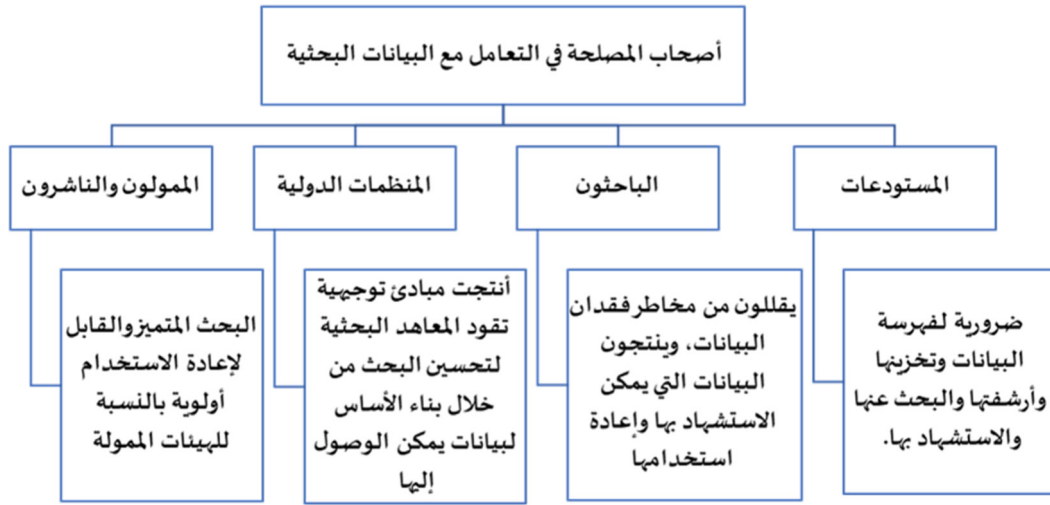 أصحاب المصلحة في التعامل مع البيانات البحثية
المستودعات
الباحثون
المنظمات الدولية
الممولون والناشرون
ضرورية لفهرسة
البيانات وتخزينها
وأرشفتها والبحث عنها
والاستشهاد بها.
يقللون من مخاطر فقدان
البيانات، وينتجون
البيانات التي يمكن
الاستشهاد بها وإعادة
استخدامها
أنتجت مبادئ توجيهية
تقود المعاهد البحثية
لتحسين البحث من
خلال بناء الأساس
لبيانات يمكن الوصول
إليها
البحث المتميز والقابل
لإعادة الاستخدام
أولوية بالنسبة
للهيئات الممولة